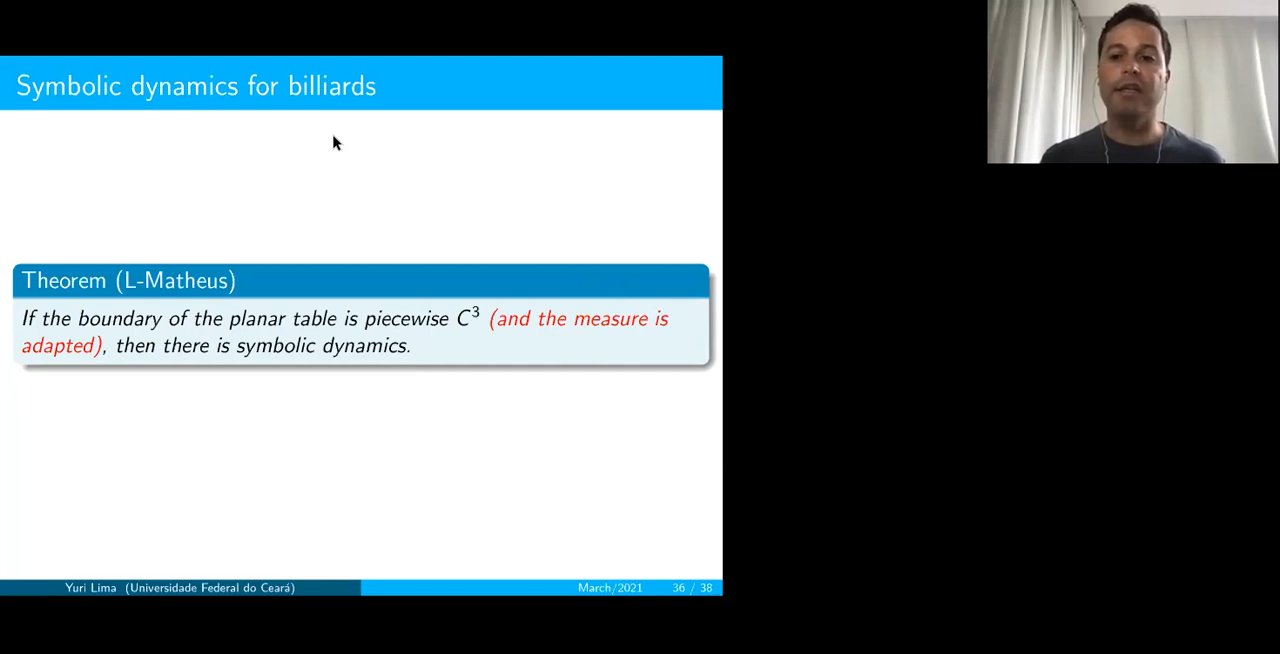 Symbolic dynamics for billiards
Theorem (L-Matheus)
If the boundary of the planar table is piecewise C³ (and the measure is
adapted), then there is symbolic dynamics.
Yuri Lima (Universidade Federal do Ceará) March/2021 36 / 38